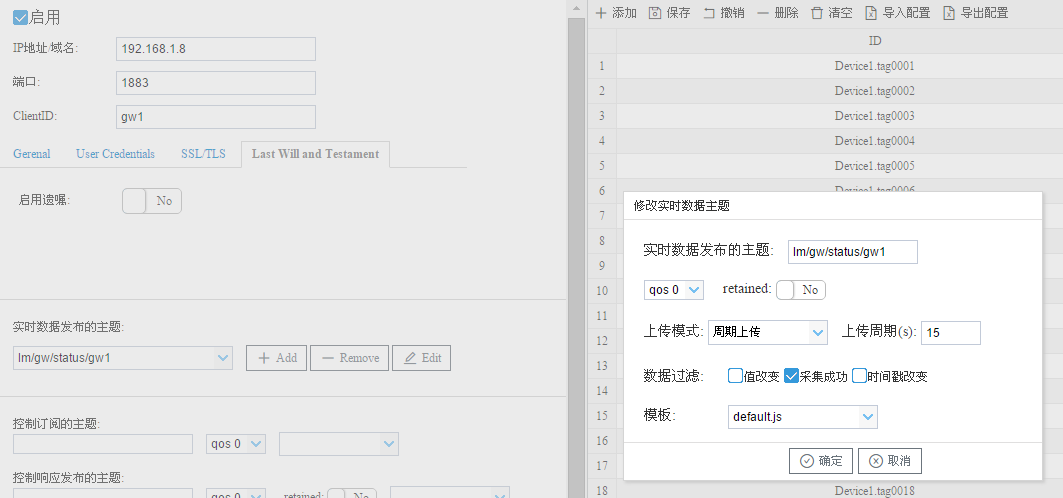 启用
IP地址/域名: 192.168.1.8
端口: 1883
ClientID: gw1
Gerenal User Credentials SSL/TLS Last Will and Testament
启用遗嘱: No
实时数据发布的主题:
lm/gw/status/gw1 Add Remove Edit
控制订阅的主题:
qos 0
控制响应发布的主题:
qos 0 retained: No
添加 保存 撤销 删除 清空 导入配置 导出配置
ID
1 Device1.tag0001
2 Device1.tag0002
3 Device1.tag0003
4 Device1.tag0004
5 Device1.tag0005
6 Device1.tag0006
7
8
9
10
11
12
13
14
15
16
17
18 Device1.tag0018
修改实时数据主题
实时数据发布的主题: lm/gw/status/gw1
qos 0 retained: No
上传模式: 周期上传 上传周期(s): 15
数据过滤: 值改变 采集成功 时间戳改变
模板: default.js
确定 取消